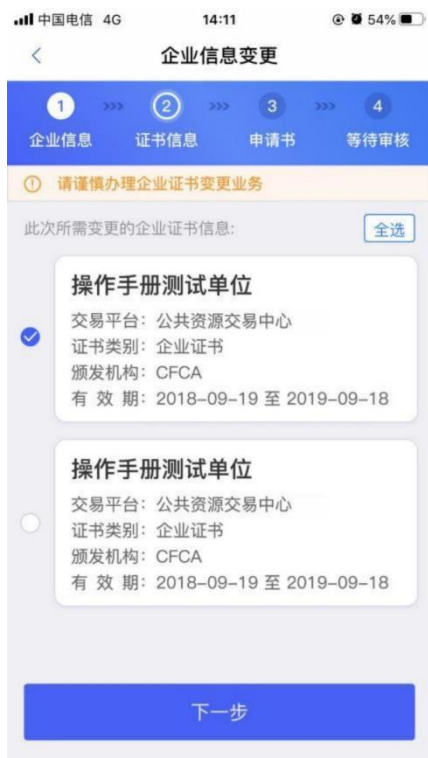 中国电信 4G 14:11 54%
企业信息变更
1 >>> 2 >>> 3 >>> 4
企业信息 证书信息 申请书 等待审核
请谨慎办理企业证书变更业务
此次所需变更的企业证书信息: 全选
操作手册测试单位
交易平台：公共资源交易中心
证书类别：企业证书
颁发机构：CFCA
有 效 期：2018-09-19 至 2019-09-18
操作手册测试单位
交易平台：公共资源交易中心
证书类别：企业证书
颁发机构：CFCA
有 效 期：2018-09-19 至 2019-09-18
下一步